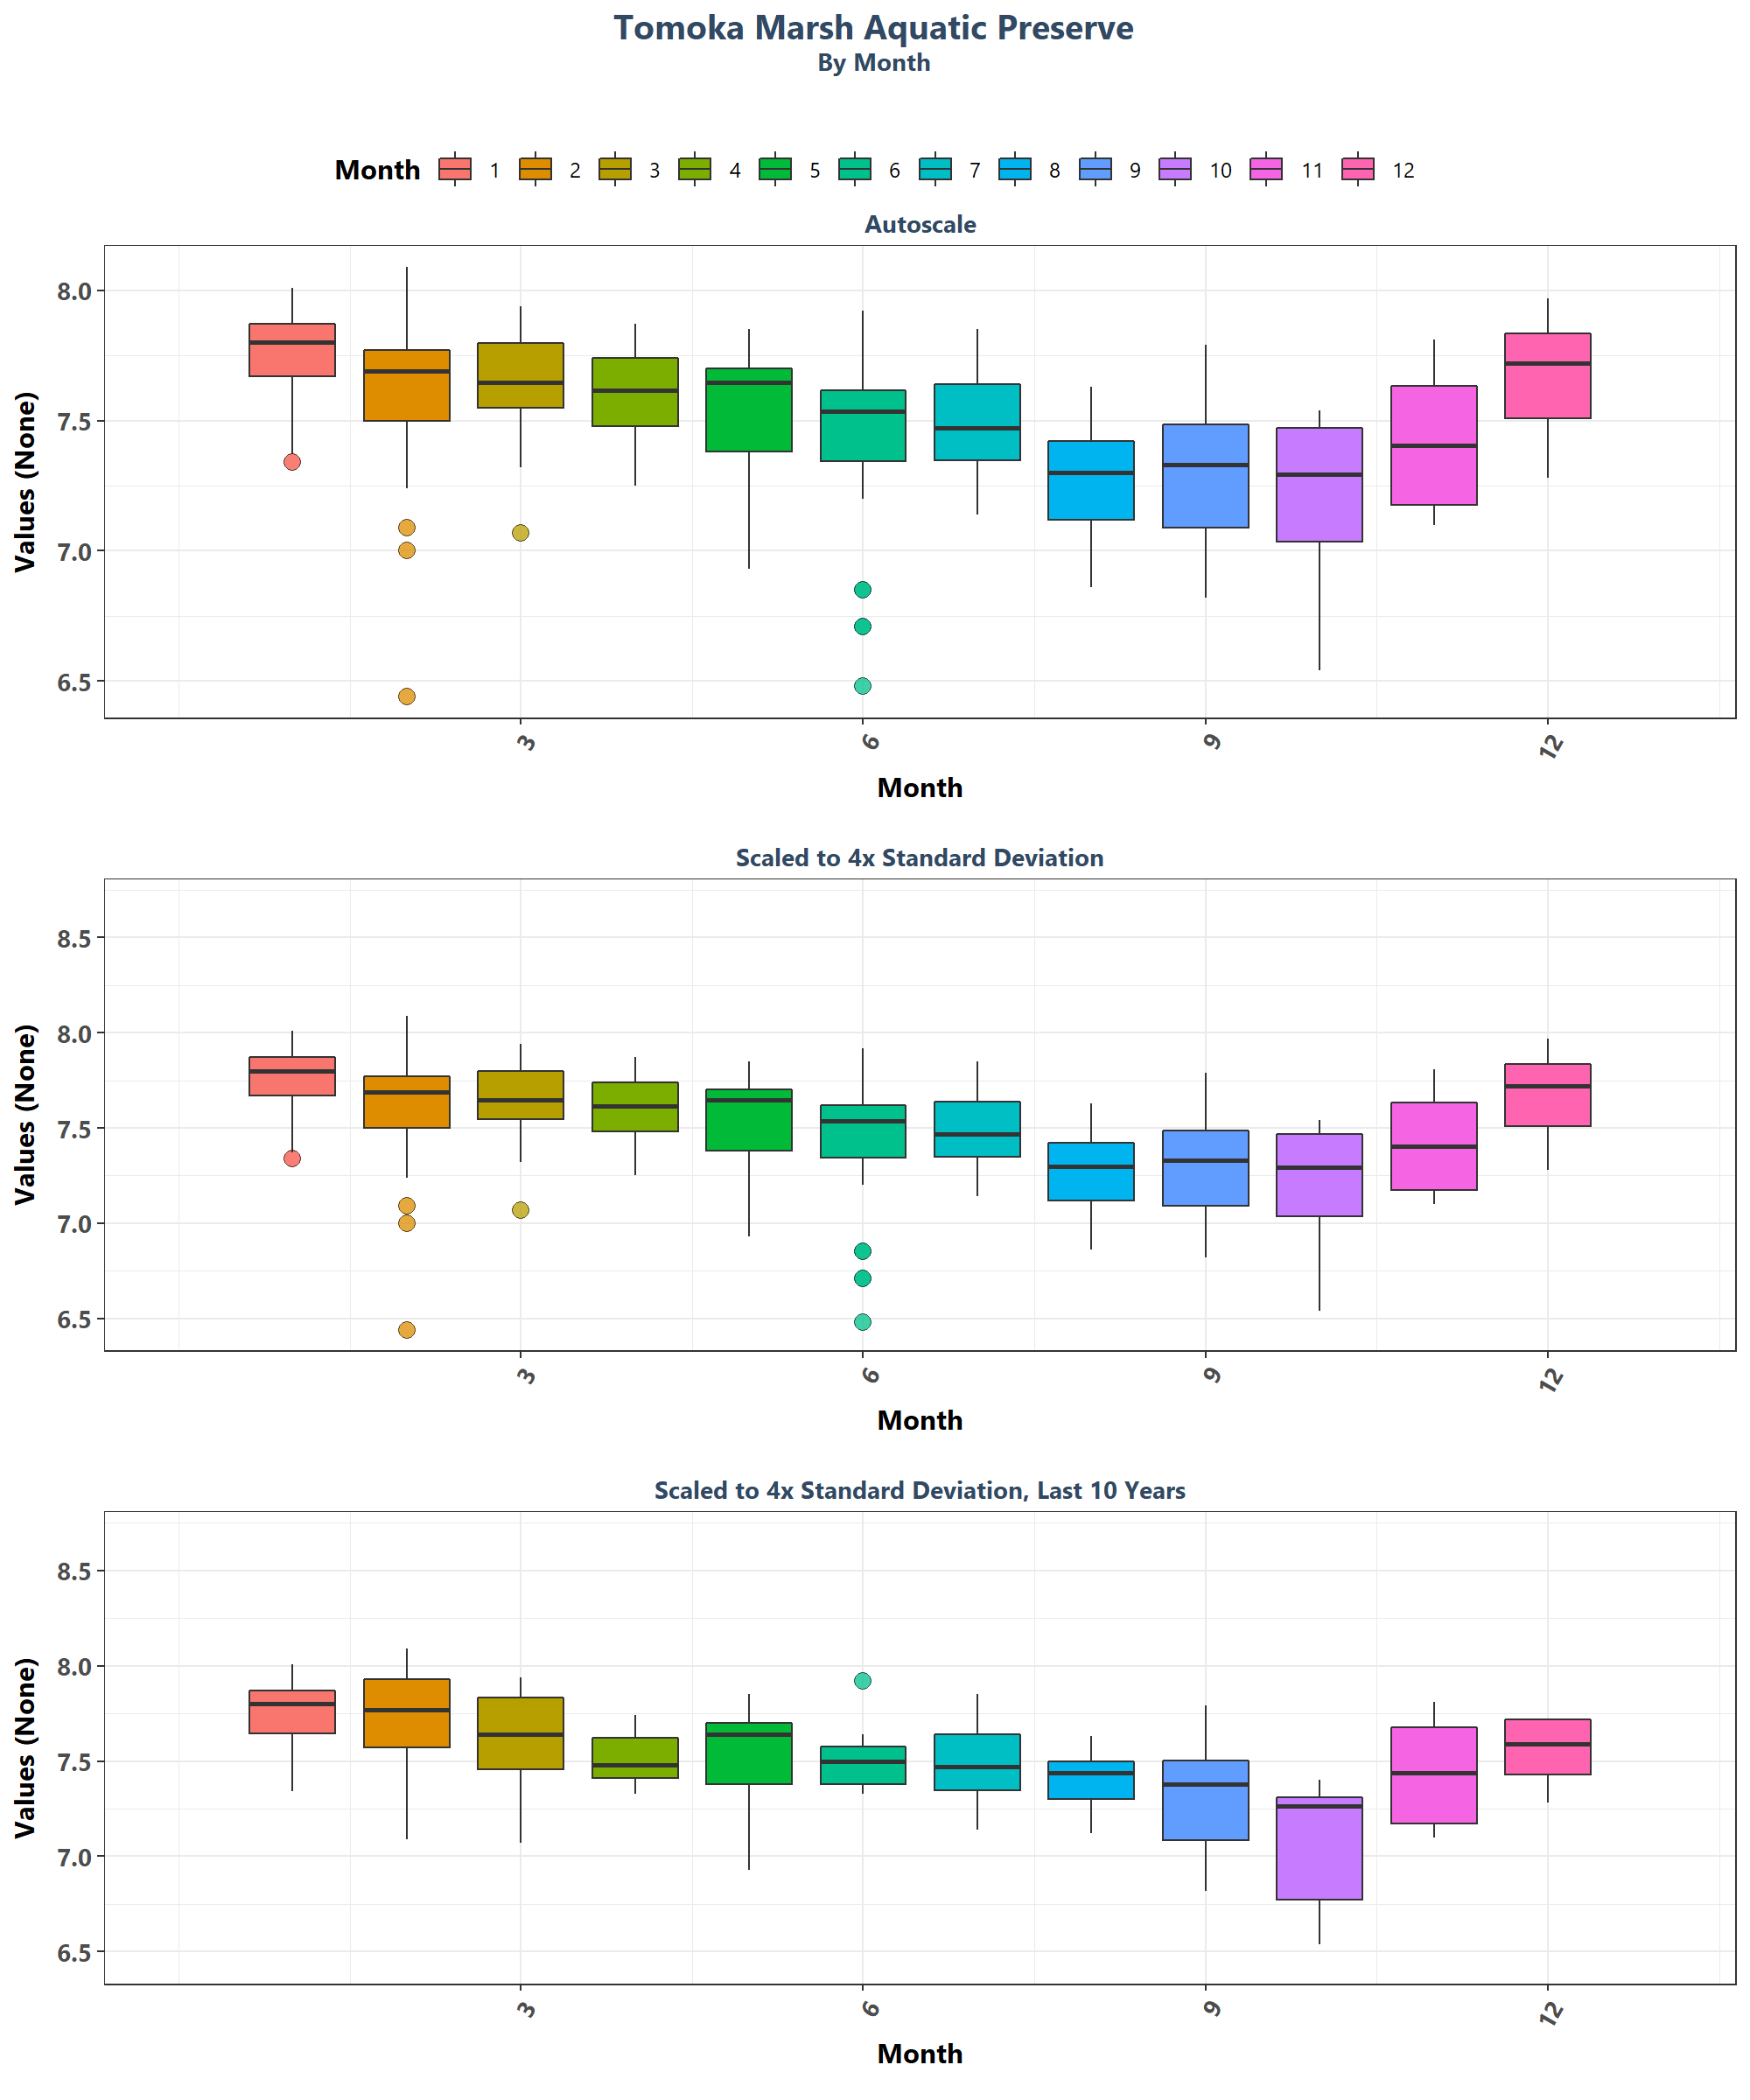 Tomoka Marsh Aquatic Preserve
By Month
Month 1 2 3 4 5 6 7 8 9 10 11 12
Autoscale
Values (None)
8.0
7.5
7.0
6.5
3 6 9 12
Month
Scaled to 4x Standard Deviation
Values (None)
8.5
8.0
7.5
7.0
6.5
3 6 9 12
Month
Scaled to 4x Standard Deviation, Last 10 Years
Values (None)
8.5
8.0
7.5
7.0
6.5
3 6 9 12
Month